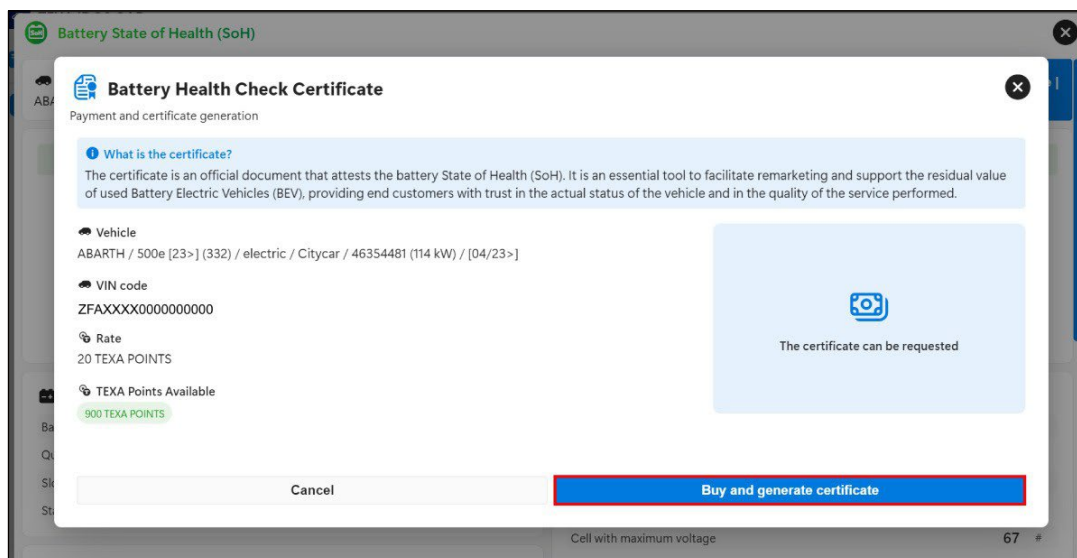 Battery State of Health (SoH)
Battery Health Check Certificate
Payment and certificate generation
What is the certificate?
The certificate is an official document that attests the battery State of Health (SoH). It is an essential tool to facilitate remarketing and support the residual value
of used Battery Electric Vehicles (BEV), providing end customers with trust in the actual status of the vehicle and in the quality of the service performed.
Vehicle
ABARTH / 500e [23>] (332) / electric / Citycar / 46354481 (114 kW) / [04/23>]
VIN code
ZFAXXXX0000000000
Rate
20 TEXA POINTS
TEXA Points Available
900 TEXA POINTS
The certificate can be requested
Cancel
Buy and generate certificate
Cell with maximum voltage
67 #